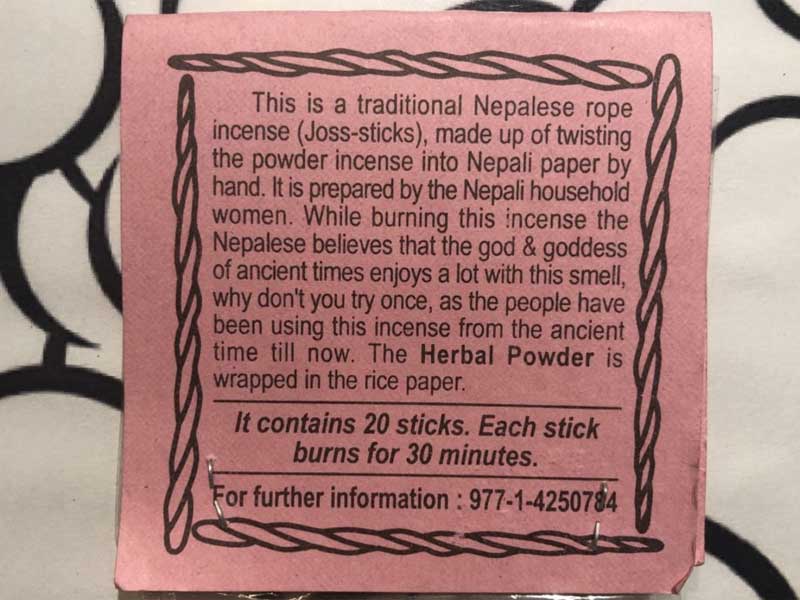 This is a traditional Nepalese rope
incense (Joss-sticks), made up of twisting
the powder incense into Nepali paper by
hand. It is prepared by the Nepali household
women. While burning this incense the
Nepalese believes that the god & goddess
of ancient times enjoys a lot with this smell,
why don't you try once, as the people have
been using this incense from the ancient
time till now. The Herbal Powder is
wrapped in the rice paper.
It contains 20 sticks. Each stick
burns for 30 minutes.
For further information : 977-1-4250784